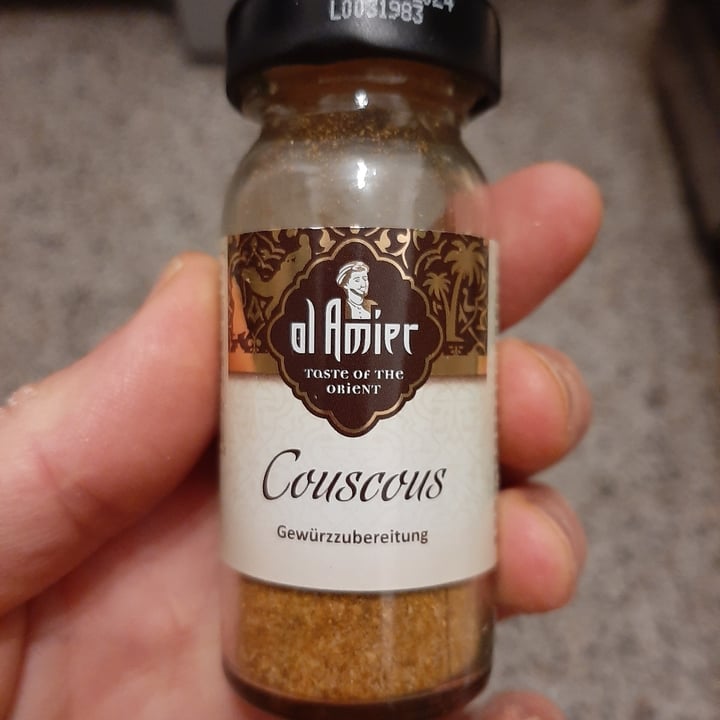 L0031983
al Amier
TASTE OF THE
ORIENT
Couscous
Gewürzzubereitung